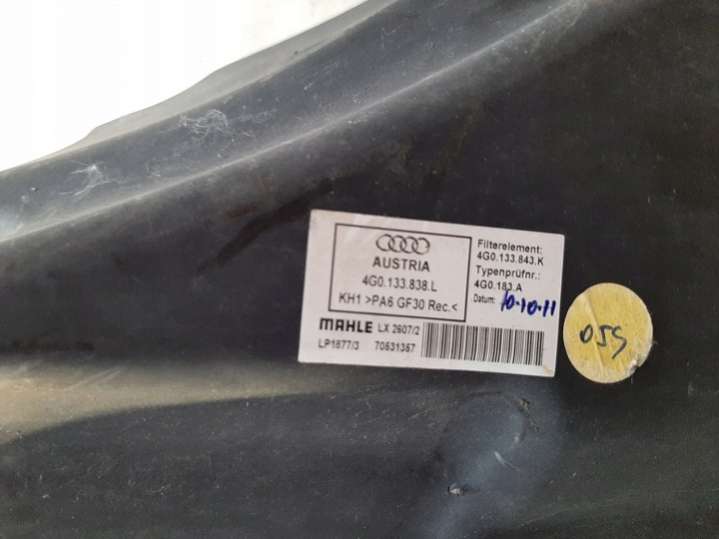 AUSTRIA
4G0.133.838.L
KH1 >PA6 GF30 Rec.<
Filterelement:
4G0.133.843.K
Typenprüfnr.:
4G0.183.A
Datum: 10-10-11
MAHLE LX 2607/2
LP1877/3 70531357
055